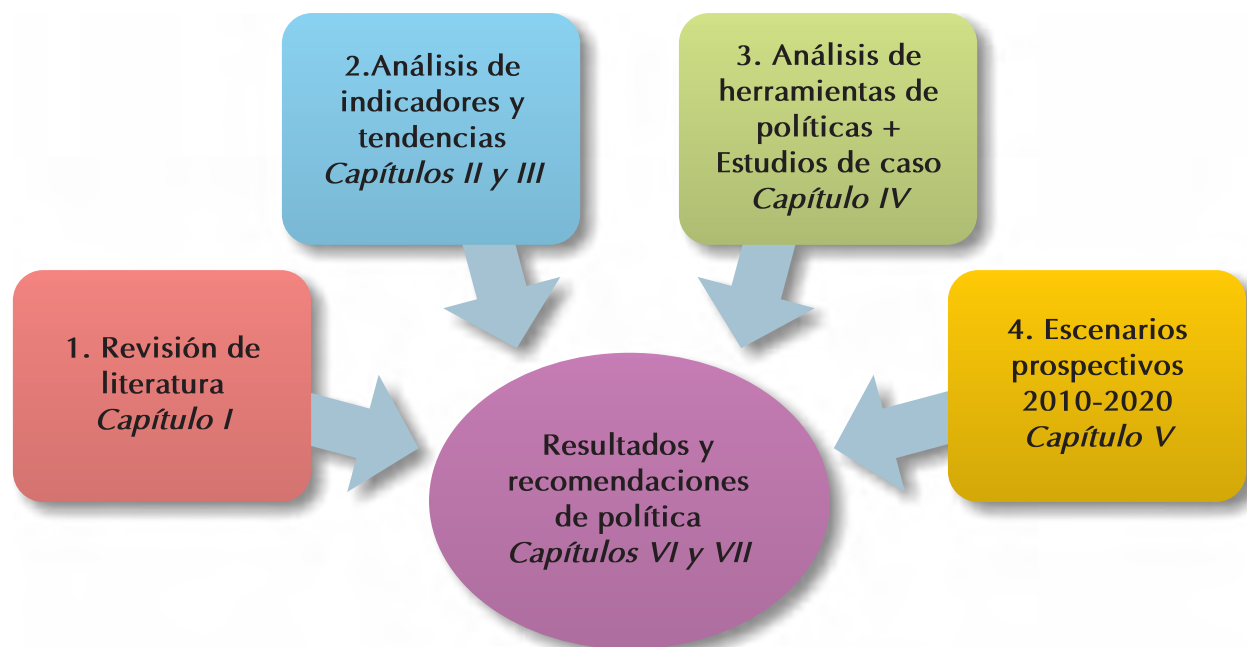 1. Revisión de
literatura
Capítulo I
2.Análisis de
indicadores y
tendencias
Capítulos II y III
3. Análisis de
herramientas de
políticas +
Estudios de caso
Capítulo IV
4. Escenarios
prospectivos
2010-2020
Capítulo V
Resultados y
recomendaciones
de política
Capítulos VI y VII